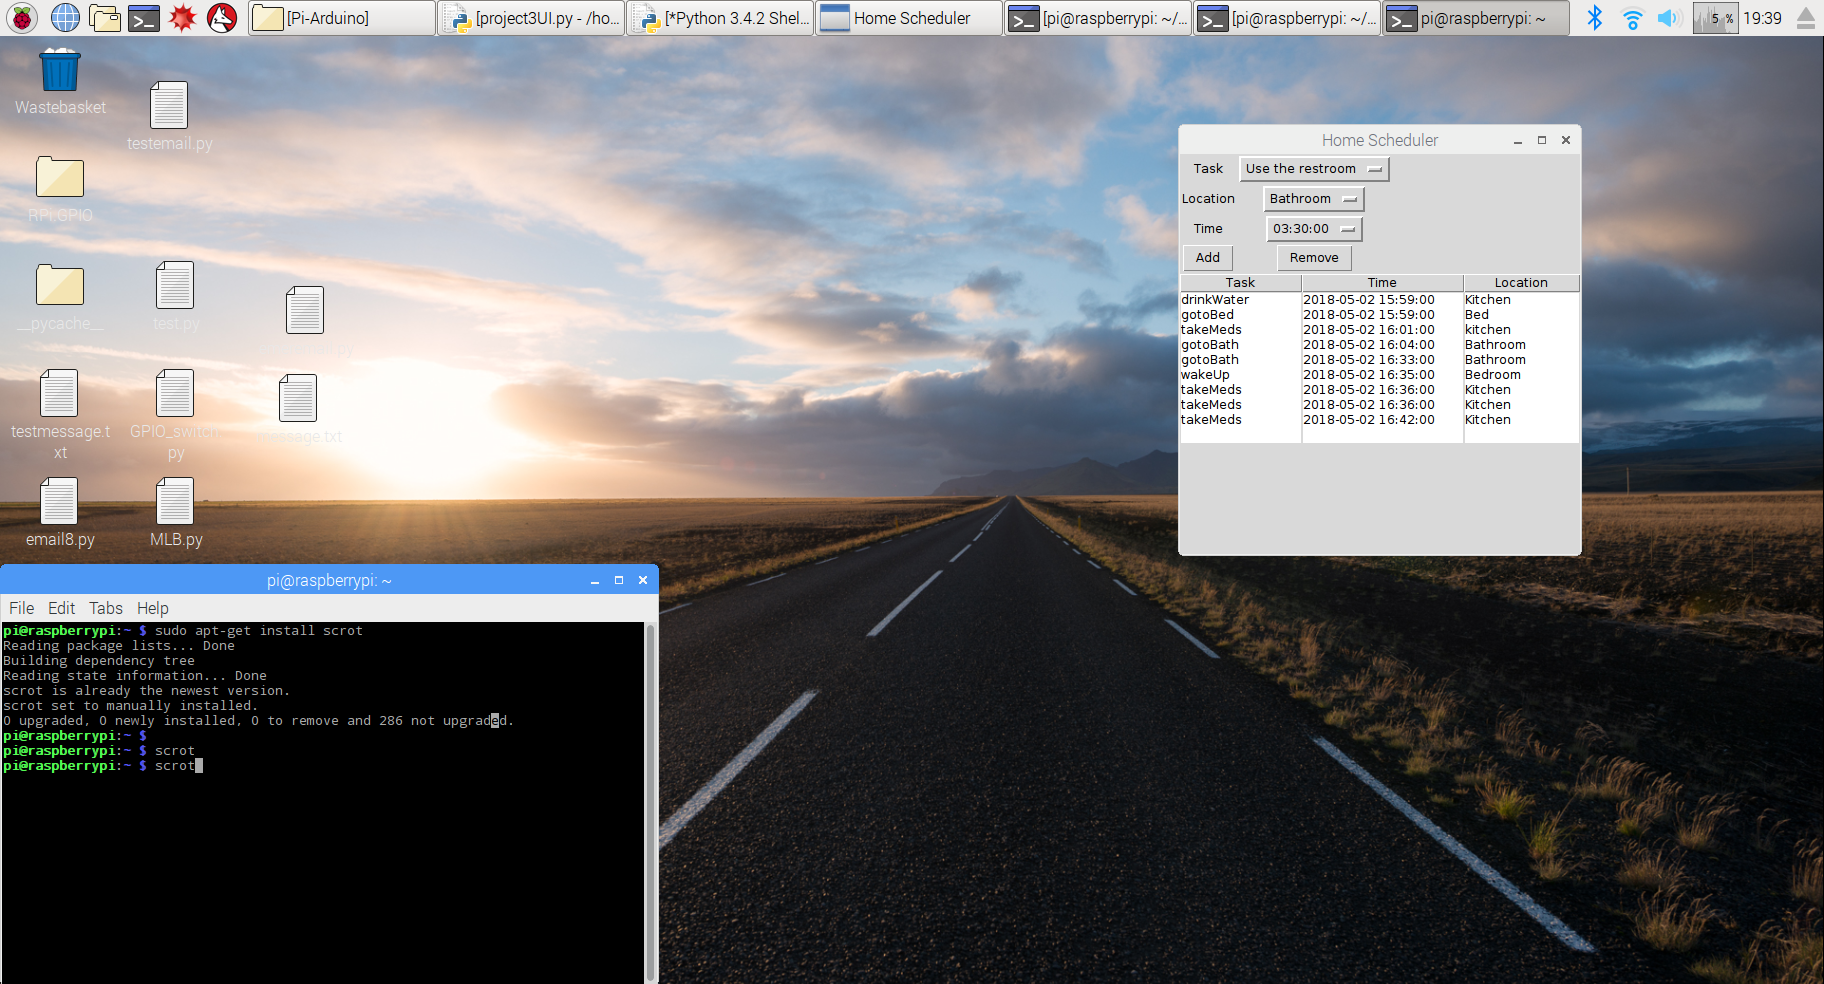 [Pi-Arduino]
[project3UI.py - /ho...
[*Python 3.4.2 Shel...
Home Scheduler
[pi@raspberrypi: ~/...
[pi@raspberrypi: ~/...
pi@raspberrypi: ~
5 %
19:39
Wastebasket
testemail.py
RPi.GPIO
__pycache__
test.py
testmessage.t
xt
GPIO_switch.
py
message.txt
email8.py
MLB.py
Home Scheduler
Task Use the restroom
Location Bathroom
Time 03:30:00
Add Remove
Task Time Location
drinkWater 2018-05-02 15:59:00 Kitchen
gotoBed 2018-05-02 15:59:00 Bed
takeMeds 2018-05-02 16:01:00 kitchen
gotoBath 2018-05-02 16:04:00 Bathroom
gotoBath 2018-05-02 16:33:00 Bathroom
wakeUp 2018-05-02 16:35:00 Bedroom
takeMeds 2018-05-02 16:36:00 Kitchen
takeMeds 2018-05-02 16:36:00 Kitchen
takeMeds 2018-05-02 16:42:00 Kitchen
pi@raspberrypi: ~
File Edit Tabs Help
pi@raspberrypi:~ $ sudo apt-get install scrot
Reading package lists... Done
Building dependency tree
Reading state information... Done
scrot is already the newest version.
scrot set to manually installed.
0 upgraded, 0 newly installed, 0 to remove and 286 not upgraded.
pi@raspberrypi:~ $
pi@raspberrypi:~ $ scrot
pi@raspberrypi:~ $ scrot